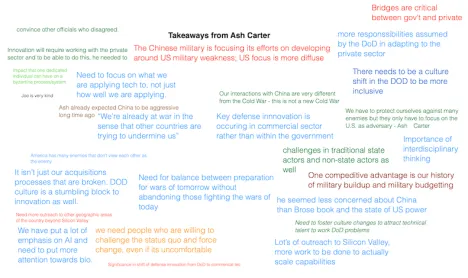 Bridges are critical
between gov't and private
convince other officials who disagreed.
Takeaways from Ash Carter
more responssibilities assumed
by the DoD in adapting to the
private sector
Innovation will require working with the private
sector and to be able to do this, he needed to
The Chinese military is focusing its efforts on developing
around US military weakness, US focus is more diffuse
Impact that one dedicated
individual can have on a
Need to focus on what we
are applying tech to, not just
how well we are applying.
There needs to be a culture
shift in the DOD to be more
inclusive
Joe is very kind
Our interactions with China are very different
from the Cold War - this is not a new Cold War
Ash already expected China to be aggressive
long time ago
"We're already at war in the
sense that other countries are
trying to undermine us"
Key defense innnovation is
occuring in commercial sector
rather than within the government
We have to protect ourselves against many
enemies but they only have to focus on the
U.S. as adversary - Ash Carter
Importance of
interdisciplinary
thinking
challenges in traditional state
actors and non-state actors as
well
America has many enemies that don't view each other as
the enemy
It isn't just our acquisitions
processes that are broken. DOD
culture is a stumbling block to
innovation as well.
Need for balance between preparation
for wars of tomorrow without
abandoning those fighting the wars of
today
One competitive advantage is our history
of military buildup and military budgetting
he seemed less concerned about China
than Brose book and the state of US power
Need more outreach to other geographic areas
of the country beyond Silicon Valley
Need to foster culture changes to attract technical
talent to work DoD problems
We have put a lot of
emphasis on AI and
need to put more
attention towards bio.
we need people who are willing to
challenge the status quo and force
change, even if its uncomfortable
Lot's of outreach to Silicon Valley,
more work to be done to actually
scale capabilities
Significance in shift of defense innovation from DoD to commercial sec